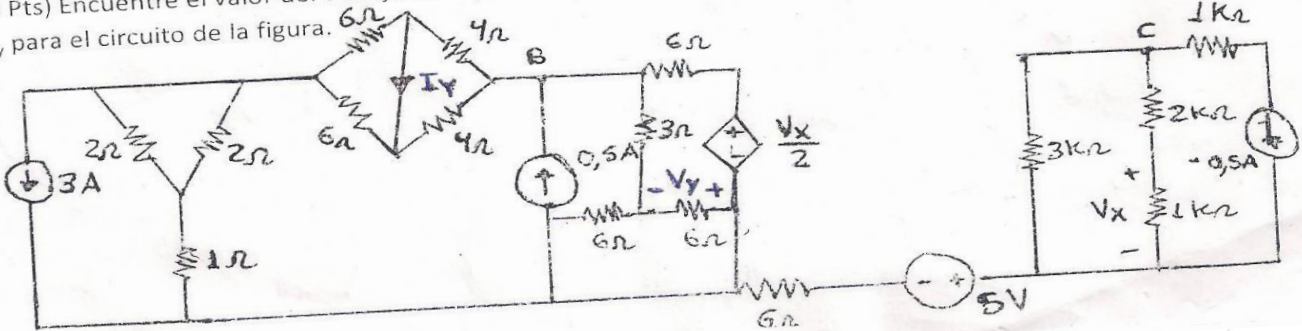 Pts) Encuentre el valor del
para el circuito de la figura.
6Ω
4Ω
IY
6Ω
4Ω
B
6Ω
1KΩ
C
2Ω
2Ω
3A
1Ω
0,5A
3Ω
+
-
Vx
2
- VY +
6Ω
6Ω
6Ω
- +
5V
3KΩ
2KΩ
-0,5A
+
Vx
1KΩ
-